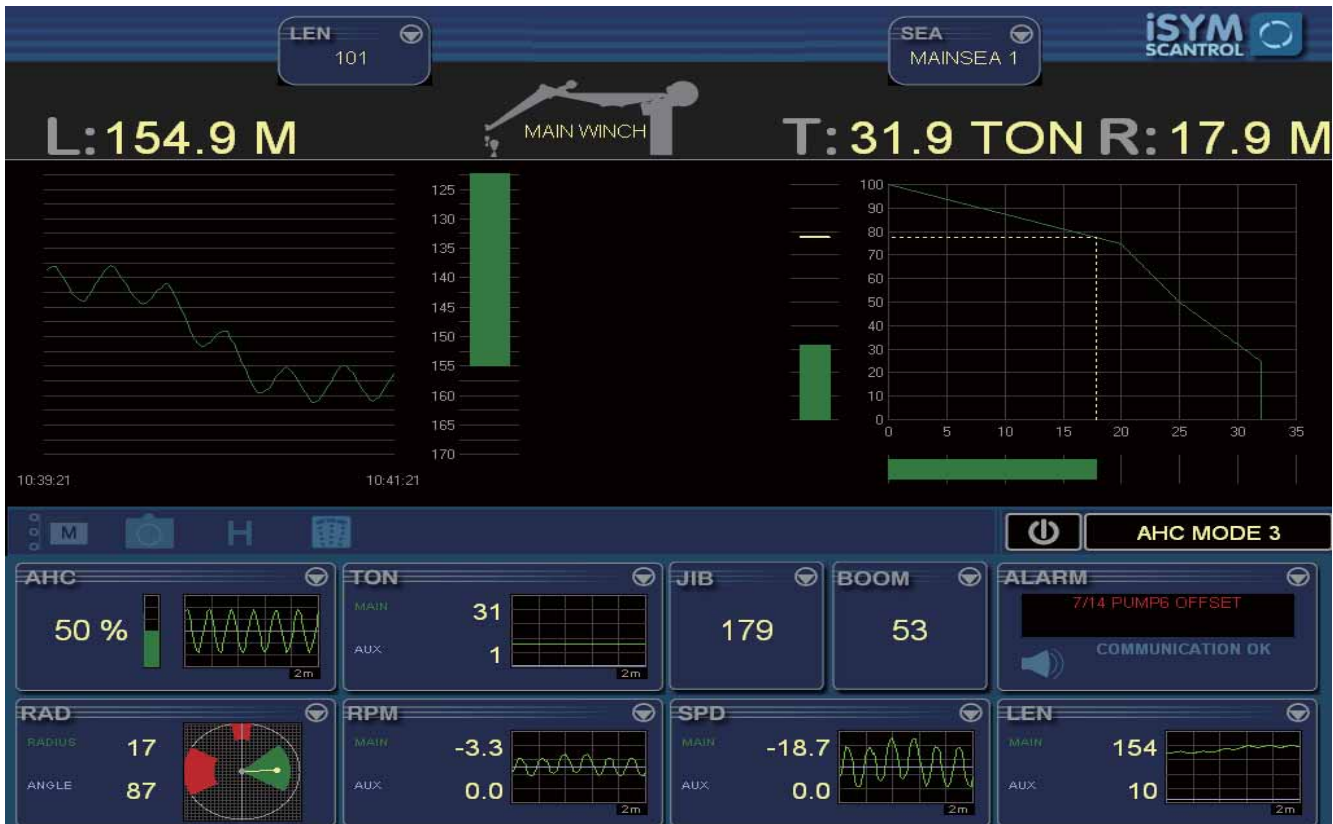 LEN
101
SEA
MAINSEA 1
iSYM
SCANTROL
L: 154.9 M
MAIN WINCH
T: 31.9 TON R: 17.9 M
125
130
135
140
145
150
155
160
165
170
10:39:21
10:41:21
100
90
80
70
60
50
40
30
20
10
0
0 5 10 15 20 25 30 35
M
H
AHC MODE 3
AHC
50 %
2m
TON
MAIN 31
AUX 1
2m
JIB
179
BOOM
53
ALARM
7/14 PUMP6 OFFSET
COMMUNICATION OK
RAD
RADIUS 17
ANGLE 87
RPM
MAIN -3.3
AUX 0.0
2m
SPD
MAIN -18.7
AUX 0.0
2m
LEN
MAIN 154
AUX 10
2m